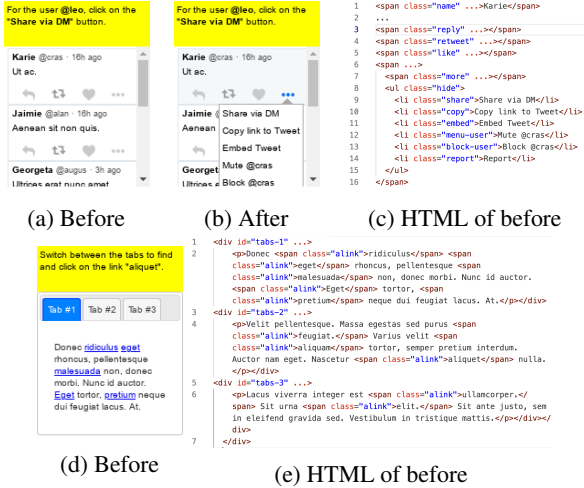 For the user @leo, click on the
"Share via DM" button.
Karie @cras · 16h ago
Ut ac.
Jaimie @alan · 16h ago
Aenean sit non quis.
Georgeta @augus · 3h ago
Ultrices erat nunc amet
(a) Before
For the user @leo, click on the
"Share via DM" button.
Karie @cras · 16h ago
Ut ac.
Jaimie
Aenean
Georgeta
Ultrices
Share via DM
Copy link to Tweet
Embed Tweet
Mute @cras
Block @cras
(b) After
1 <span class="name" ...>Karie</span>
2 ...
3 <span class="reply" ...></span>
4 <span class="retweet" ...></span>
5 <span class="like" ...></span>
6 <span ...>
7 <span class="more" ...></span>
8 <ul class="hide">
9 <li class="share">Share via DM</li>
10 <li class="copy">Copy link to Tweet</li>
11 <li class="embed">Embed Tweet</li>
12 <li class="menu-user">Mute @cras</li>
13 <li class="block-user">Block @cras</li>
14 <li class="report">Report</li>
15 </ul>
16 </span>
(c) HTML of before
Switch between the tabs to find
and click on the link "aliquet".
Tab #1 Tab #2 Tab #3
Donec ridiculus eget
rhoncus, pellentesque
malesuada non, donec
morbi. Nunc id auctor.
Eget tortor, pretium neque
dui feugiat lacus. At.
(d) Before
1 <div id="tabs-1" ...>
2 <p>Donec <span class="alink">ridiculus</span> <span
class="alink">eget</span> rhoncus, pellentesque <span
class="alink">malesuada</span> non, donec morbi. Nunc id auctor.
<span class="alink">Eget</span> tortor, <span
class="alink">pretium</span> neque dui feugiat lacus. At.</p></div>
3 <div id="tabs-2" ...>
4 <p>Velit pellentesque. Massa egestas sed purus <span
class="alink">feugiat.</span> Varius velit <span
class="alink">aliquam</span> tortor, semper pretium interdum.
Auctor nam eget. Nascetur <span class="alink">aliquet</span> nulla.
</p></div>
5 <div id="tabs-3" ...>
6 <p>Lacus viverra integer est <span class="alink">ullamcorper.</
span> Sit urna <span class="alink">elit.</span> Sit ante justo, sem
in eleifend gravida sed. Vestibulum in tristique mattis.</p></div></
div>
7 </div>
(e) HTML of before